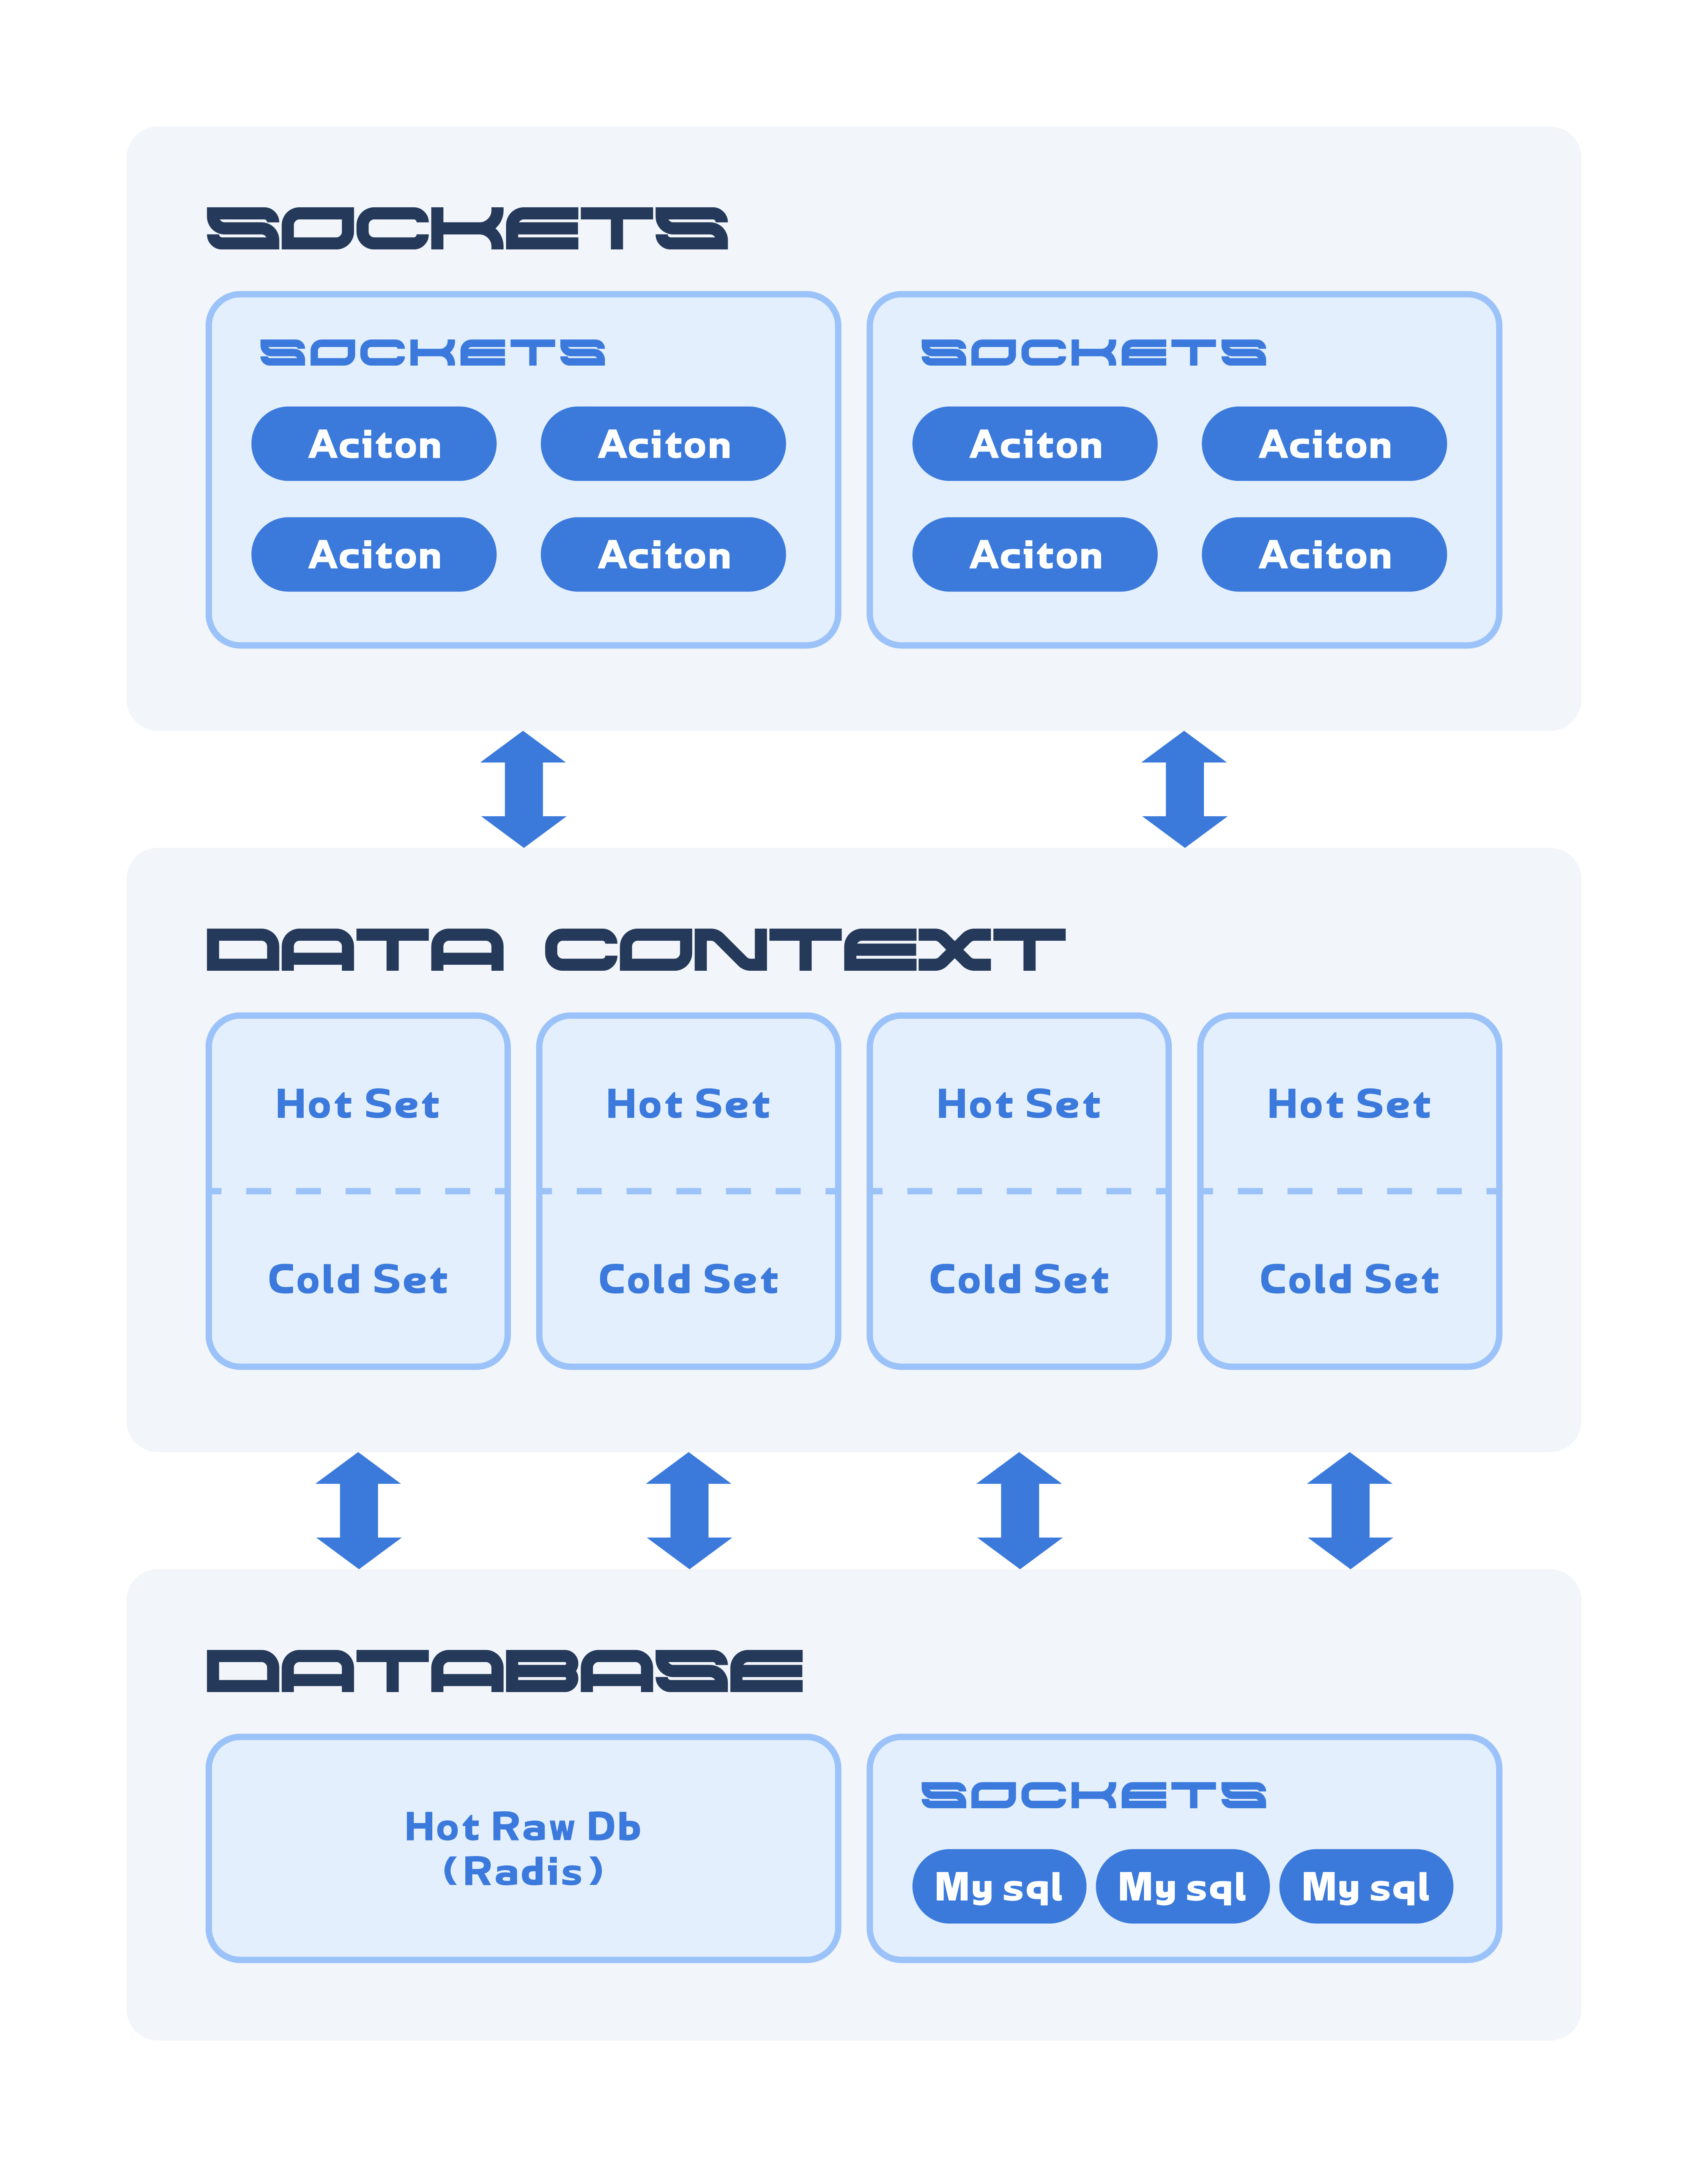 SOCKETS
SOCKETS
Aciton Aciton
Aciton Aciton
SOCKETS
Aciton Aciton
Aciton Aciton
DATA CONTEXT
Hot Set Hot Set Hot Set Hot Set
Cold Set Cold Set Cold Set Cold Set
DATABASE
Hot Raw Db
(Radis)
SOCKETS
My sql My sql My sql